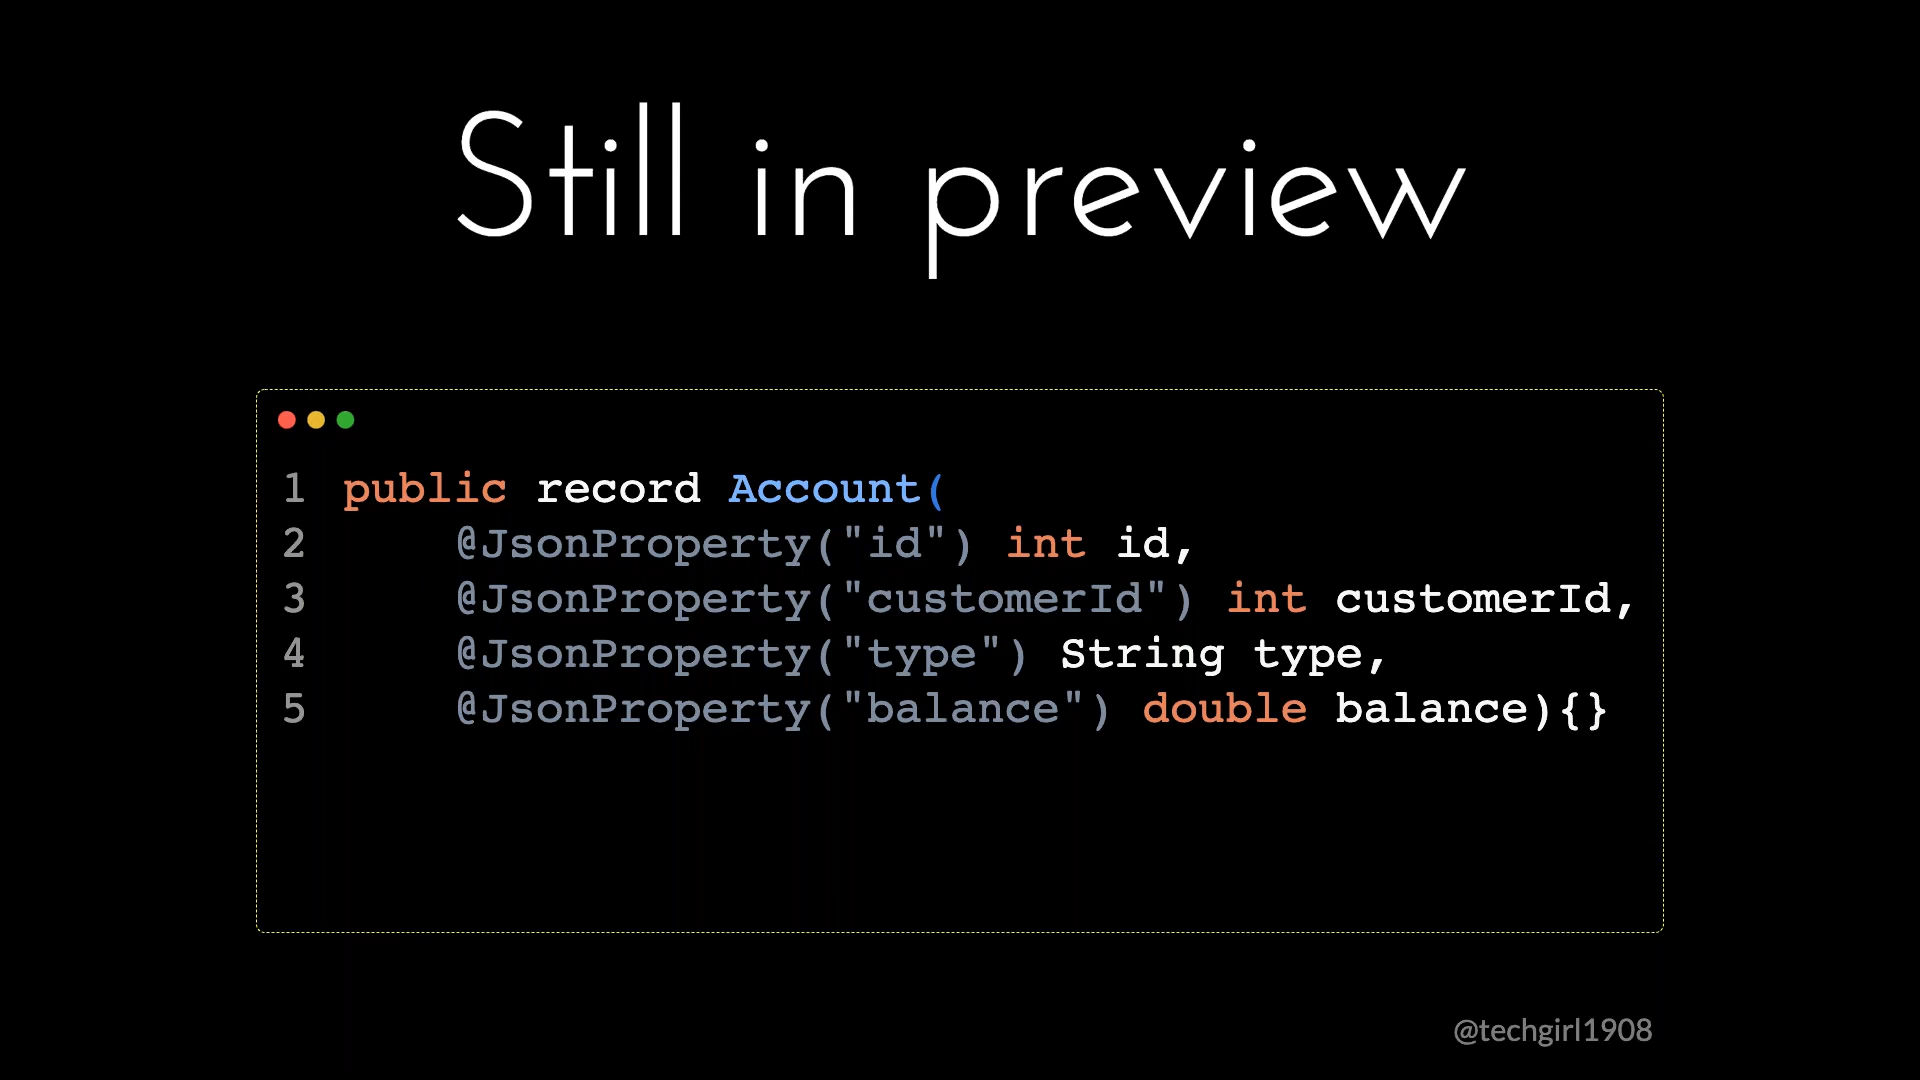 Still in preview
1 public record Account(
2     @JsonProperty("id") int id,
3     @JsonProperty("customerId") int customerId,
4     @JsonProperty("type") String type,
5     @JsonProperty("balance") double balance){}
@techgirl1908